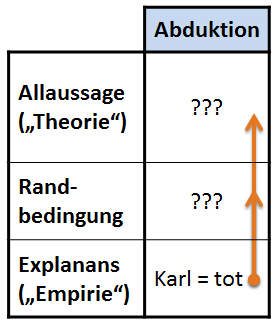 Abduktion
Allaussage
(„Theorie“)
???
Rand-
bedingung
???
Explanans
(„Empirie“)
Karl = tot